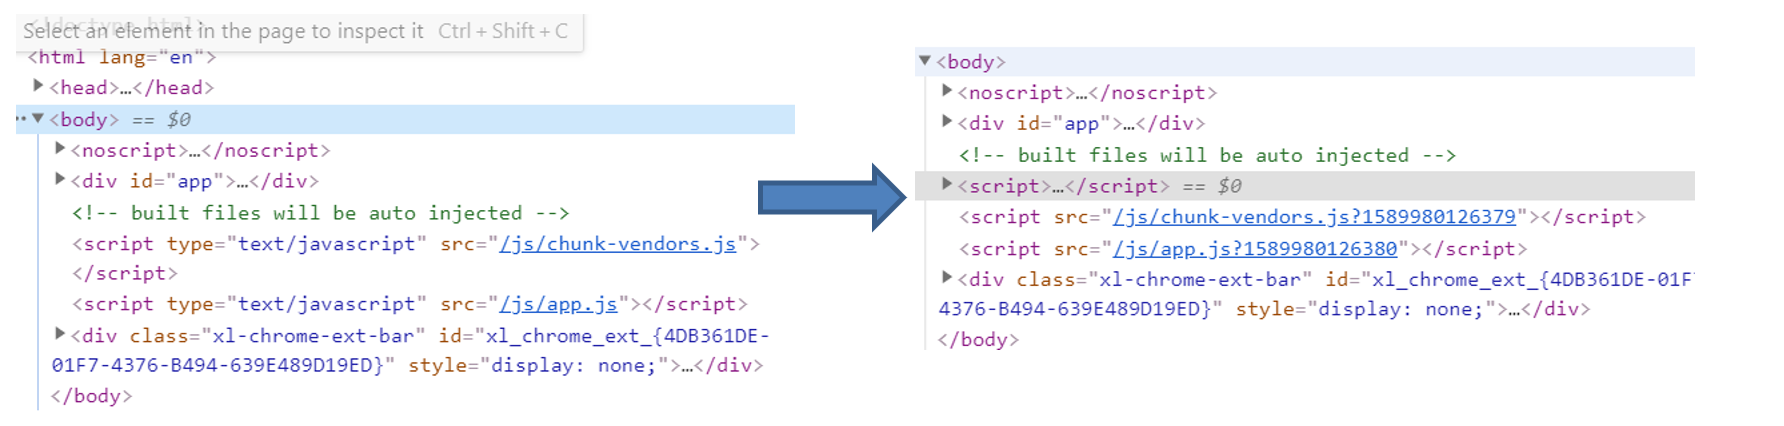 <!doctype html>
Select an element in the page to inspect it Ctrl + Shift + C
<html lang="en">
<head>…</head>
<body> == $0
<noscript>…</noscript>
<div id="app">…</div>
<!-- built files will be auto injected -->
<script type="text/javascript" src="/js/chunk-vendors.js">
</script>
<script type="text/javascript" src="/js/app.js"></script>
<div class="xl-chrome-ext-bar" id="xl_chrome_ext_{4DB361DE-
01F7-4376-B494-639E489D19ED}" style="display: none;">…</div>
</body>
<body>
<noscript>…</noscript>
<div id="app">…</div>
<!-- built files will be auto injected -->
<script>…</script> == $0
<script src="/js/chunk-vendors.js?1589980126379"></script>
<script src="/js/app.js?1589980126380"></script>
<div class="xl-chrome-ext-bar" id="xl_chrome_ext_{4DB361DE-01F7
4376-B494-639E489D19ED}" style="display: none;">…</div>
</body>